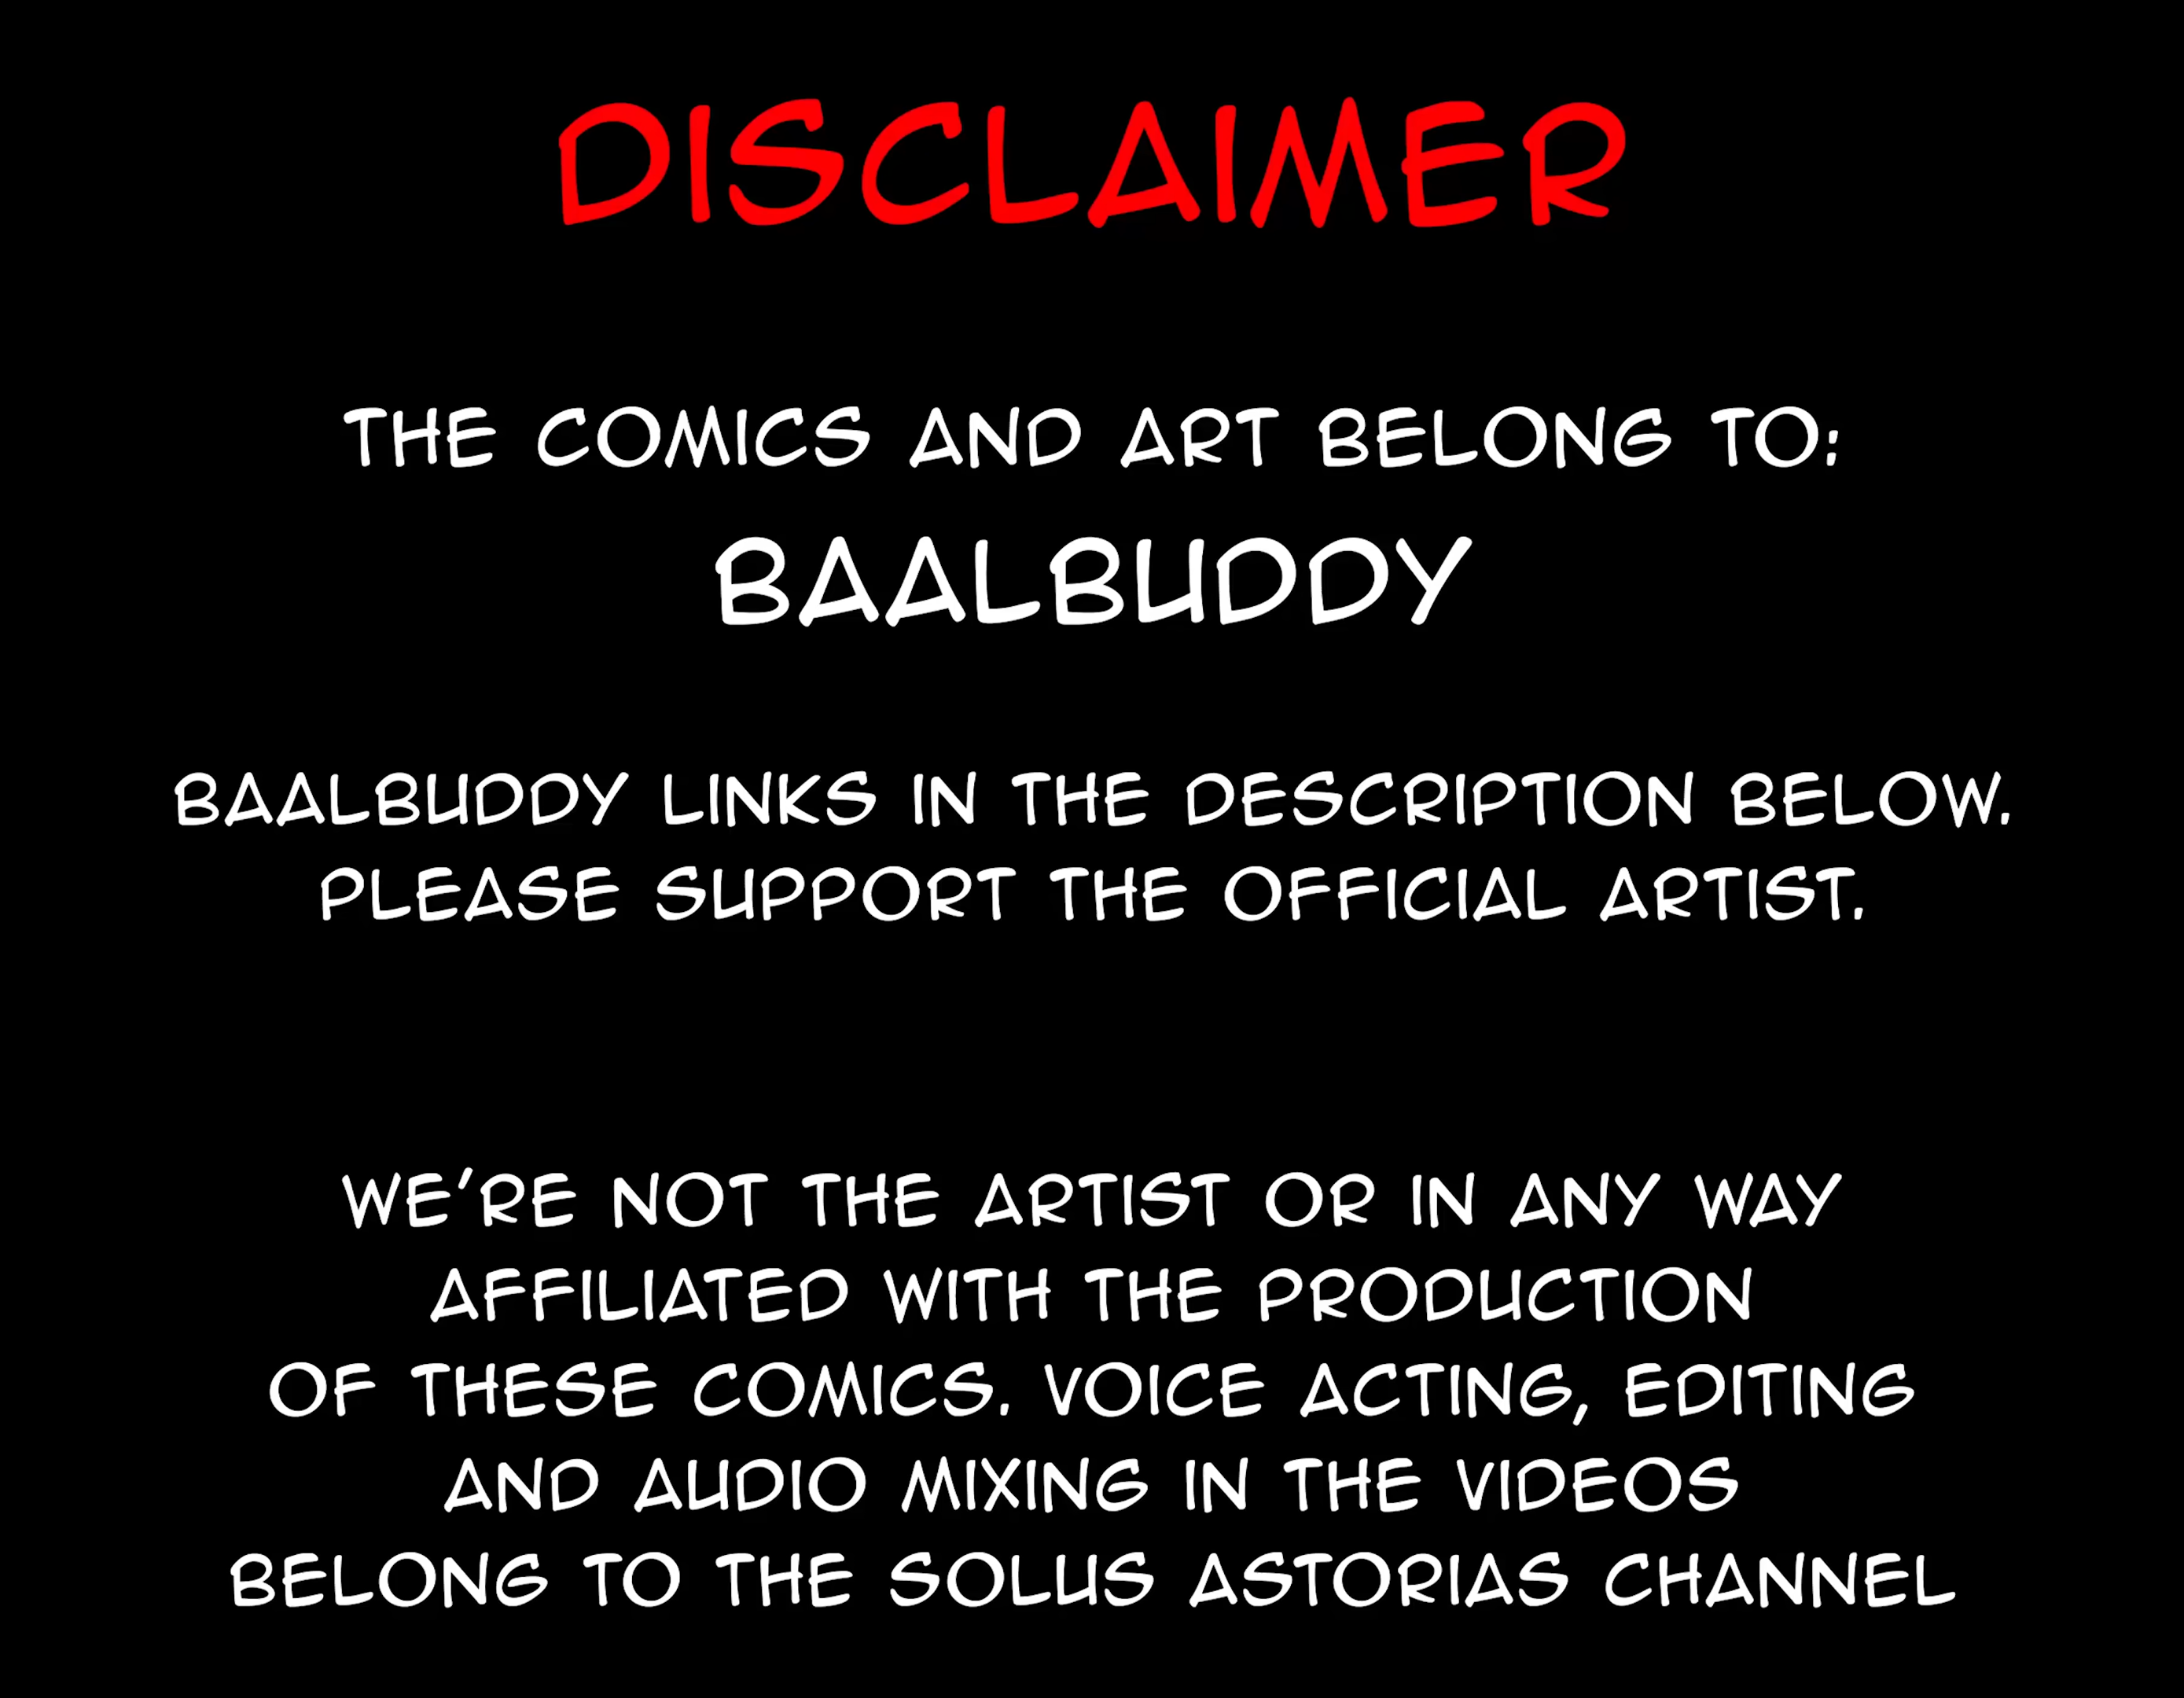 DISCLAIMER
THE COMICS AND ART BELONG TO:
BAALBUDDY
BAALBUDDY LINKS IN THE DESCRIPTION BELOW.
PLEASE SUPPORT THE OFFICIAL ARTIST.
WE'RE NOT THE ARTIST OR IN ANY WAY
AFFILIATED WITH THE PRODUCTION
OF THESE COMICS. VOICE ACTING, EDITING
AND AUDIO MIXING IN THE VIDEOS
BELONG TO THE SOLUS ASTORIAS CHANNEL